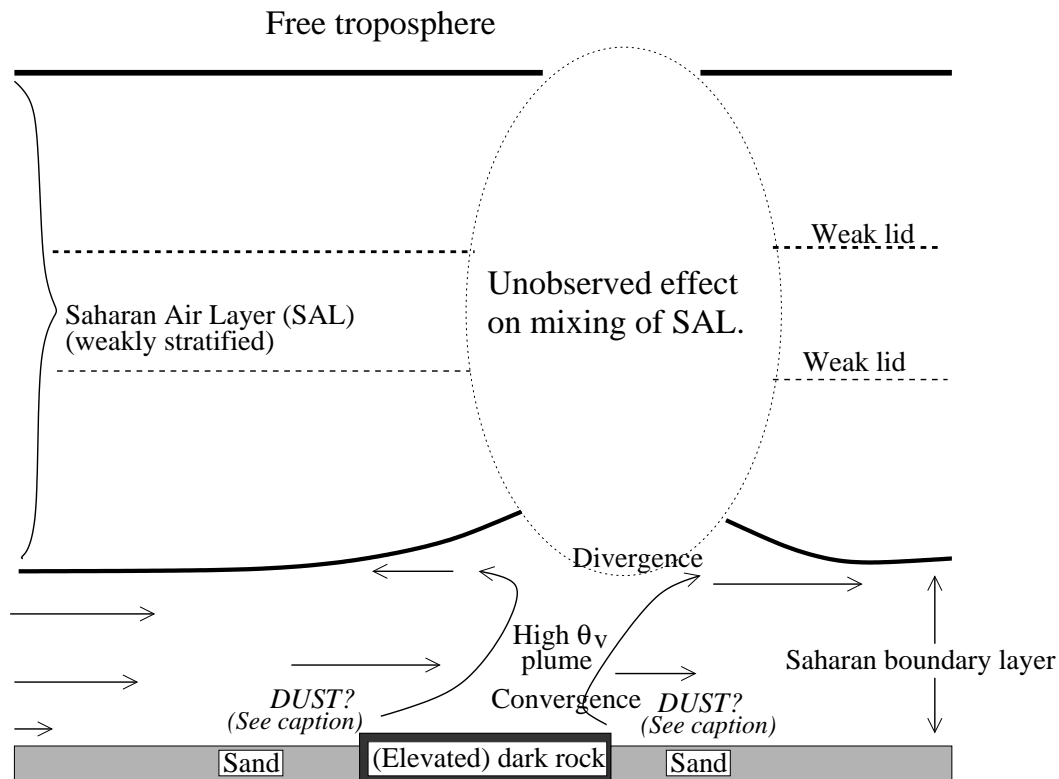 Free troposphere
Weak lid
Unobserved effect
on mixing of SAL.
Saharan Air Layer (SAL)
(weakly stratified)
Weak lid
Divergence
High θv
plume
Saharan boundary layer
Convergence
DUST?
(See caption)
DUST?
(See caption)
Sand
(Elevated) dark rock
Sand